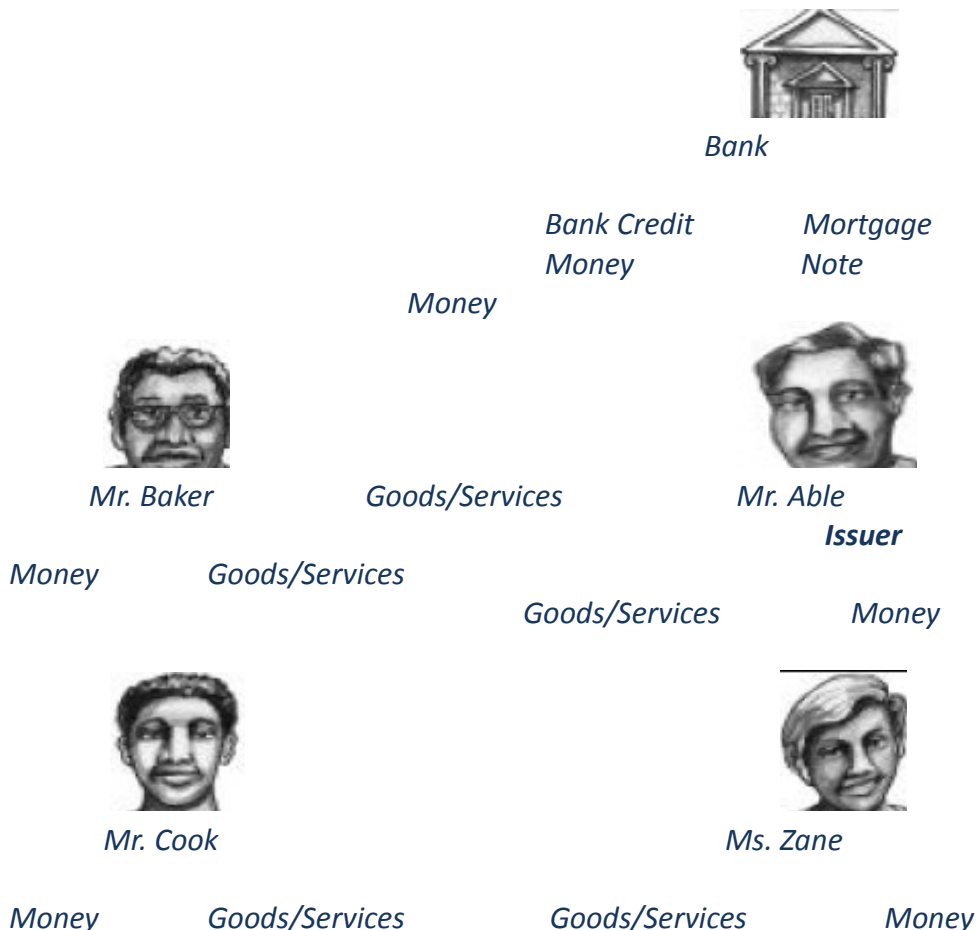 Bank
Bank Credit Mortgage
Money Note
Money
Mr. Baker Goods/Services Mr. Able
Issuer
Money Goods/Services
Goods/Services Money
Mr. Cook Ms. Zane
Money Goods/Services Goods/Services Money